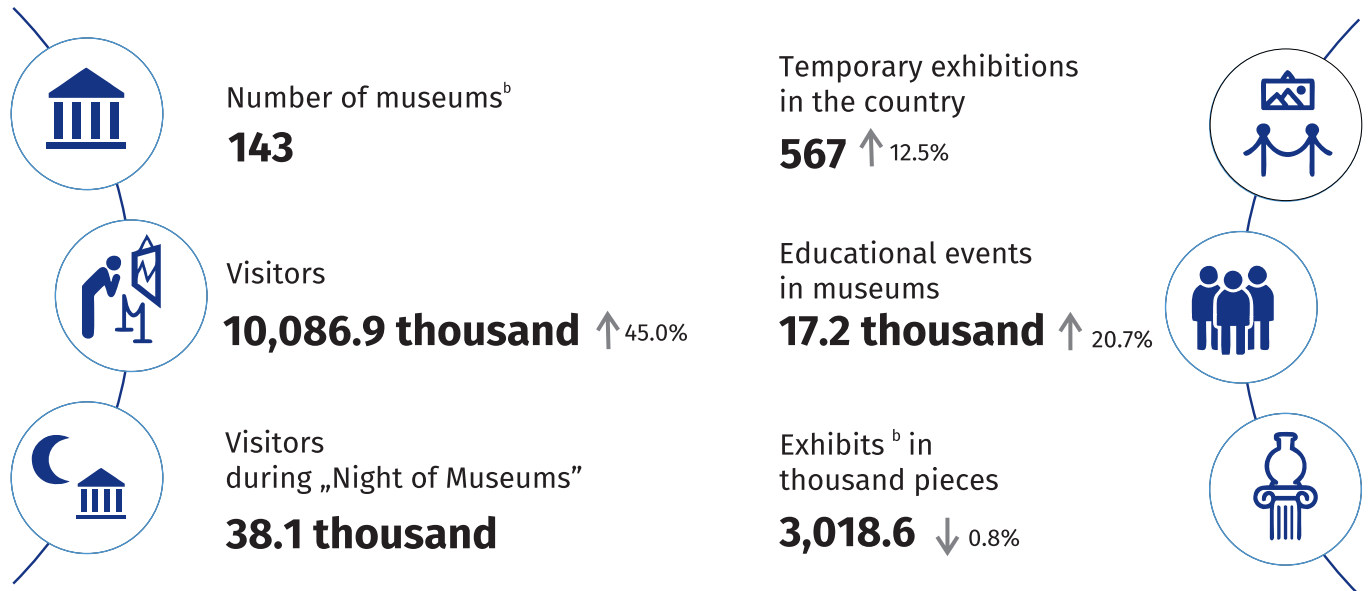 Number of museumsᵇ
143
Visitors
10,086.9 thousand ↑ 45.0%
Visitors
during „Night of Museums”
38.1 thousand
Temporary exhibitions
in the country
567 ↑ 12.5%
Educational events
in museums
17.2 thousand ↑ 20.7%
Exhibits ᵇ in
thousand pieces
3,018.6 ↓ 0.8%